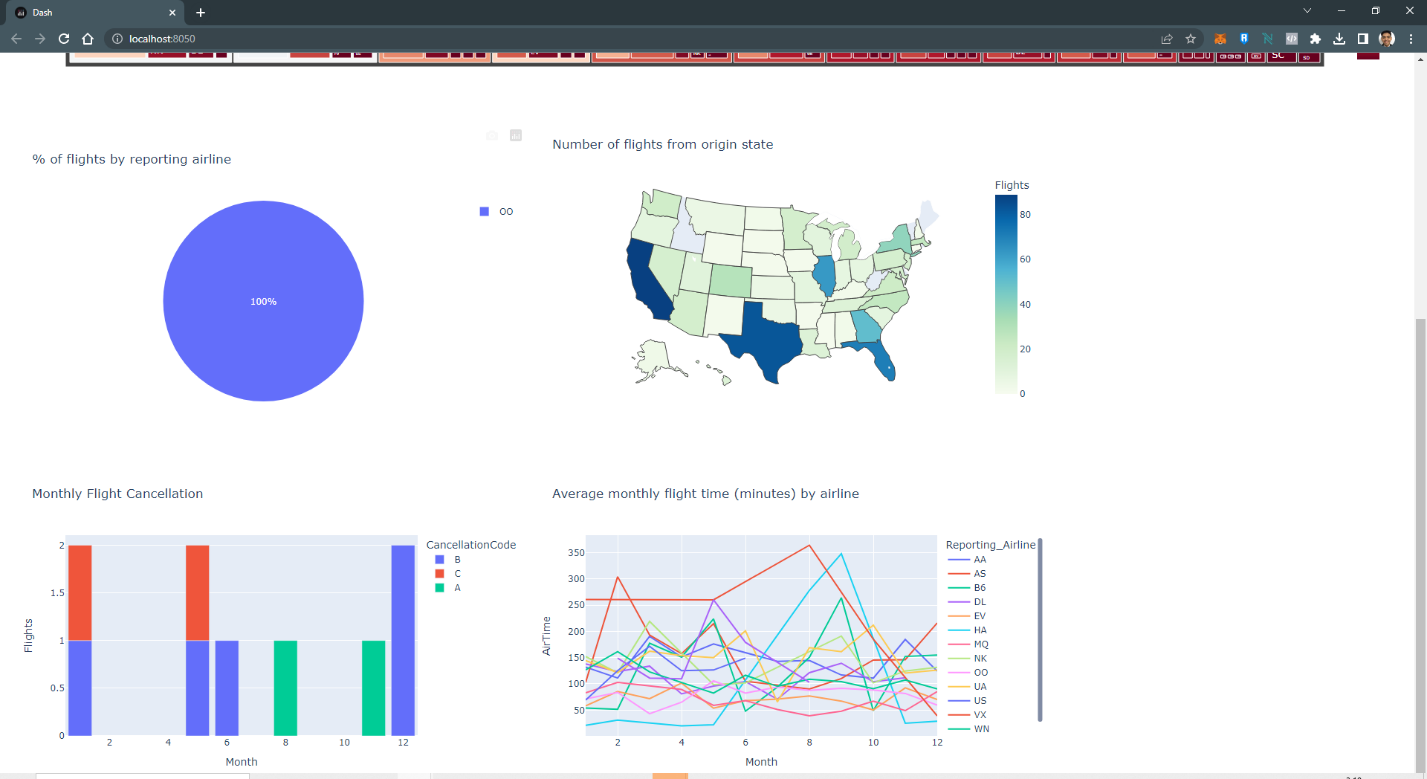 Dash
localhost:8050
SC
% of flights by reporting airline
OO
100%
Number of flights from origin state
Flights
80
60
40
20
0
Monthly Flight Cancellation
CancellationCode
B
C
A
Flights
2
1.5
1
0.5
0
2 4 6 8 10 12
Month
Average monthly flight time (minutes) by airline
Reporting_Airline
AA
AS
B6
DL
EV
HA
MQ
NK
OO
UA
US
VX
WN
AirTime
350
300
250
200
150
100
50
2 4 6 8 10 12
Month